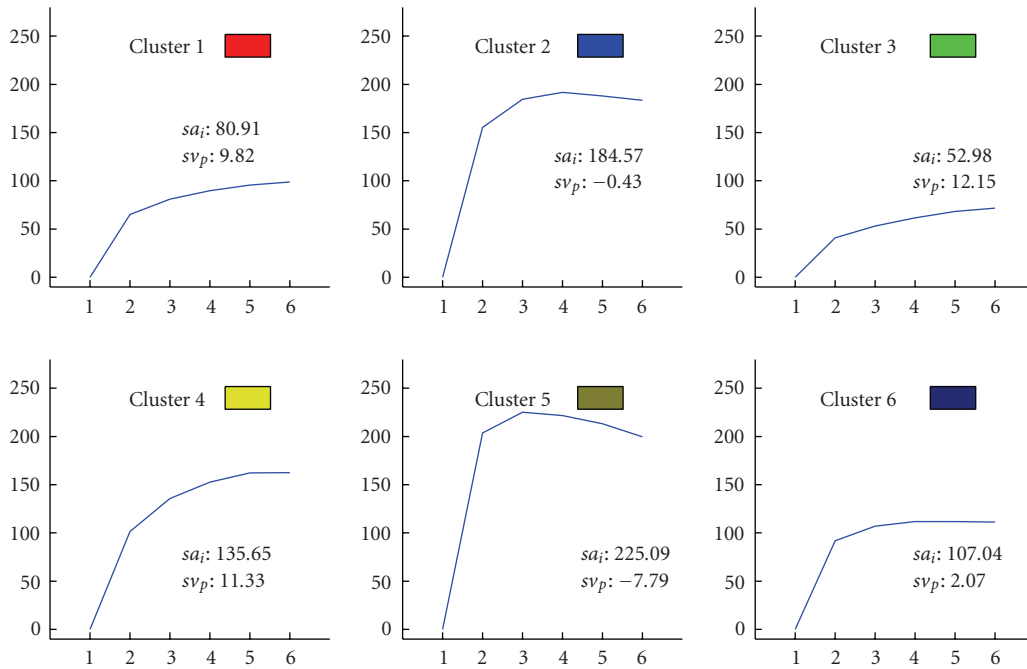 Cluster 1
250
200
150
100
50
0
sa_i: 80.91
sv_p: 9.82
1 2 3 4 5 6
Cluster 2
250
200
150
100
50
0
sa_i: 184.57
sv_p: −0.43
1 2 3 4 5 6
Cluster 3
250
200
150
100
50
0
sa_i: 52.98
sv_p: 12.15
1 2 3 4 5 6
Cluster 4
250
200
150
100
50
0
sa_i: 135.65
sv_p: 11.33
1 2 3 4 5 6
Cluster 5
250
200
150
100
50
0
sa_i: 225.09
sv_p: −7.79
1 2 3 4 5 6
Cluster 6
250
200
150
100
50
0
sa_i: 107.04
sv_p: 2.07
1 2 3 4 5 6